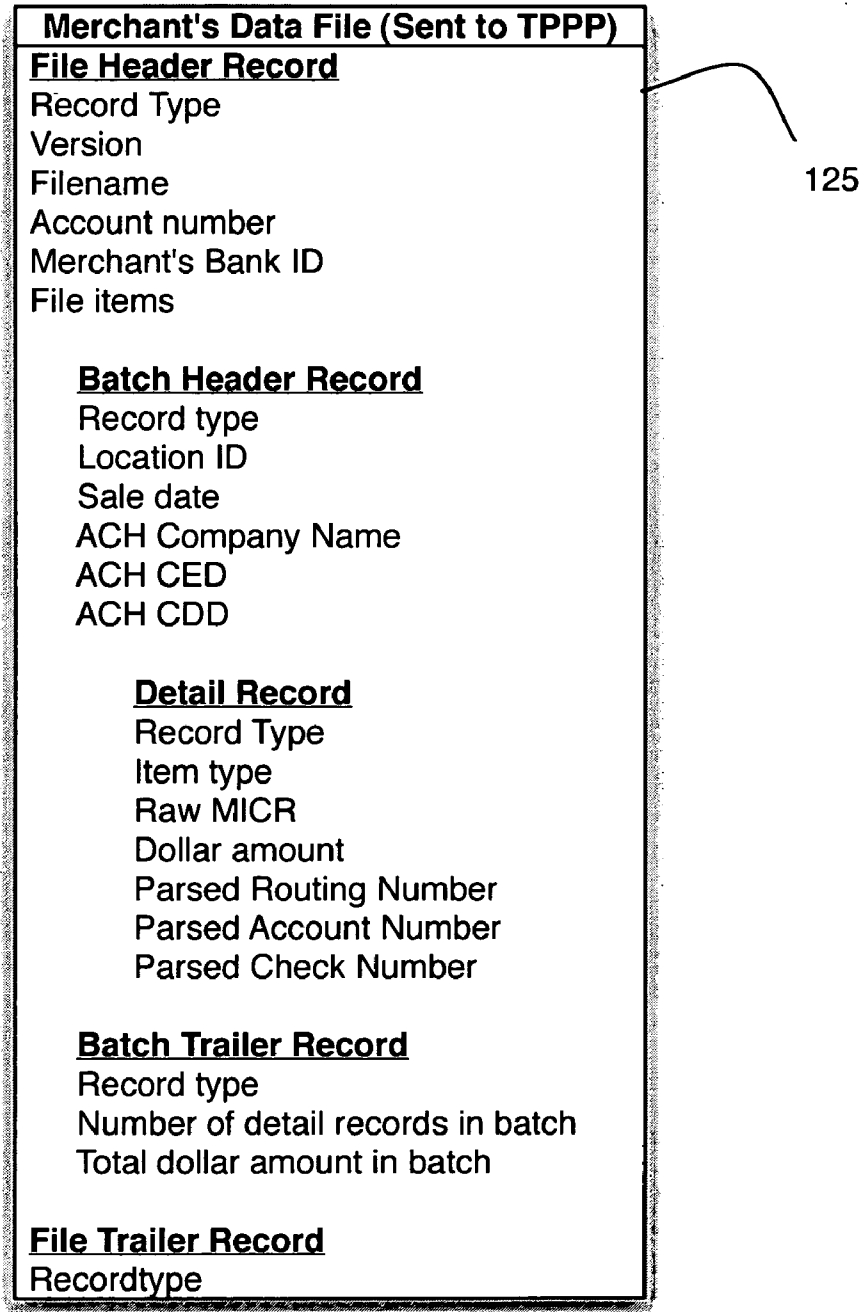 Merchant's Data File (Sent to TPPP)
File Header Record
Record Type
Version
Filename
Account number
Merchant's Bank ID
File items
125
Batch Header Record
Record type
Location ID
Sale date
ACH Company Name
ACH CED
ACH CDD
Detail Record
Record Type
Item type
Raw MICR
Dollar amount
Parsed Routing Number
Parsed Account Number
Parsed Check Number
Batch Trailer Record
Record type
Number of detail records in batch
Total dollar amount in batch
File Trailer Record
Recordtype